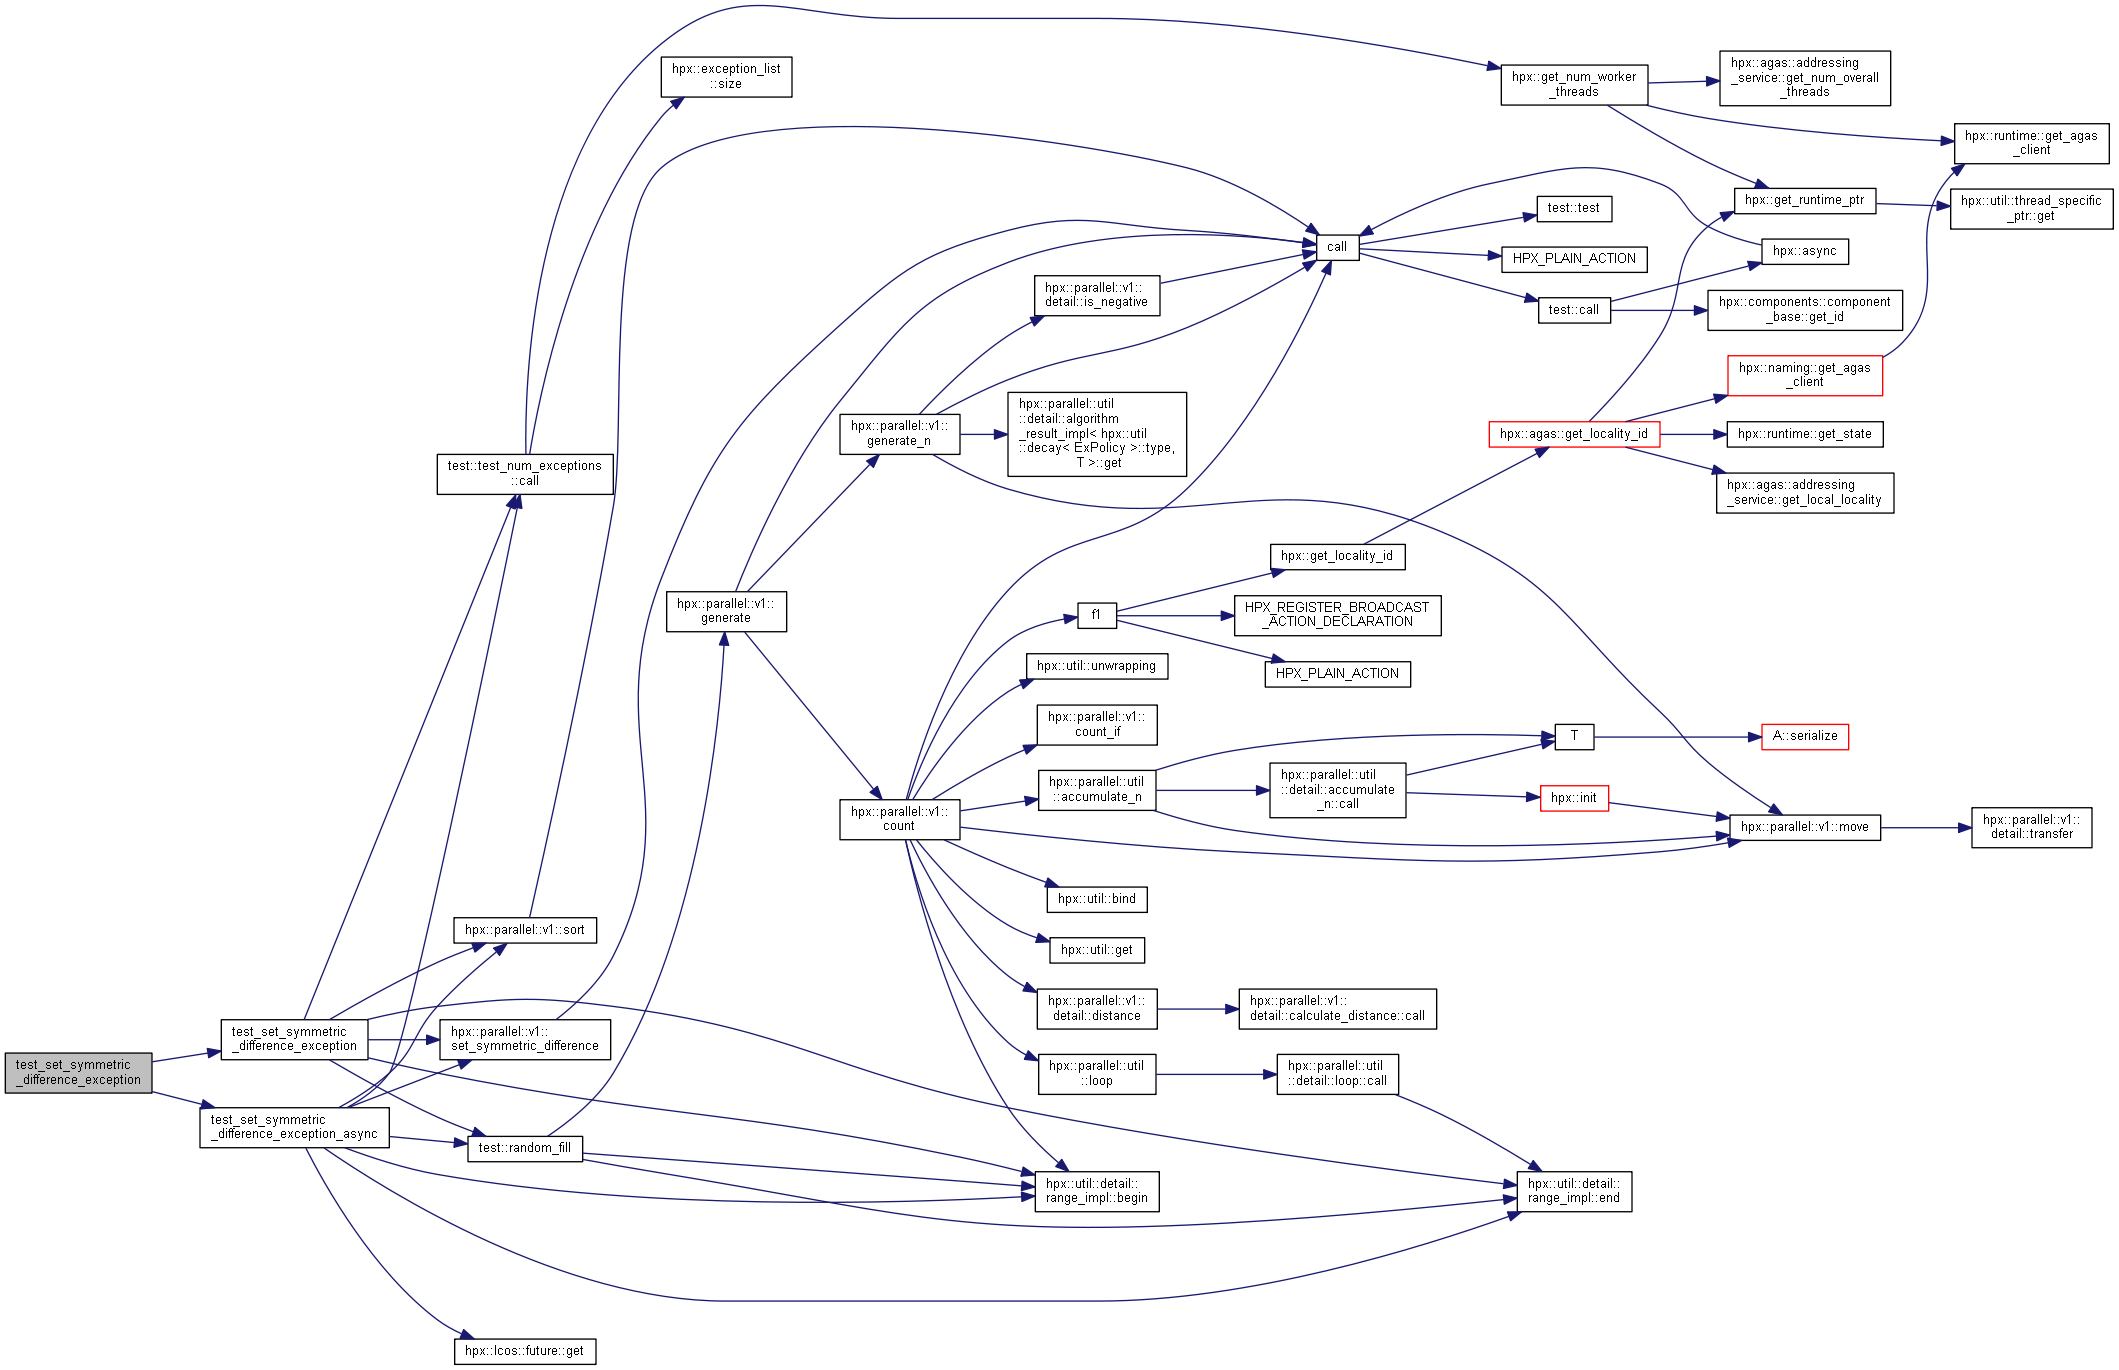 test_set_symmetric
_difference_exception
test_set_symmetric
_difference_exception
test_set_symmetric
_difference_exception_async
test::test_num_exceptions
::call
hpx::parallel::v1::sort
hpx::parallel::v1::
set_symmetric_difference
test::random_fill
hpx::lcos::future::get
hpx::exception_list
::size
hpx::parallel::v1::
generate
hpx::parallel::v1::
generate_n
hpx::parallel::v1::
count
hpx::parallel::v1::
detail::is_negative
hpx::parallel::util
::detail::algorithm
_result_impl< hpx::util
::decay< ExPolicy >::type,
T >::get
f1
hpx::util::unwrapping
hpx::parallel::v1::
count_if
hpx::parallel::util
::accumulate_n
hpx::util::bind
hpx::util::get
hpx::parallel::v1::
detail::distance
hpx::parallel::util
::loop
hpx::util::detail::
range_impl::begin
call
hpx::get_locality_id
HPX_REGISTER_BROADCAST
_ACTION_DECLARATION
HPX_PLAIN_ACTION
hpx::parallel::util
::detail::accumulate
_n::call
hpx::parallel::v1::
detail::calculate_distance::call
hpx::parallel::util
::detail::loop::call
hpx::get_num_worker
_threads
test::test
HPX_PLAIN_ACTION
test::call
hpx::agas::get_locality_id
T
hpx::init
hpx::util::detail::
range_impl::end
hpx::agas::addressing
_service::get_num_overall
_threads
hpx::get_runtime_ptr
hpx::async
hpx::components::component
_base::get_id
hpx::naming::get_agas
_client
hpx::runtime::get_state
hpx::agas::addressing
_service::get_local_locality
A::serialize
hpx::parallel::v1::move
hpx::runtime::get_agas
_client
hpx::util::thread_specific
_ptr::get
hpx::parallel::v1::
detail::transfer